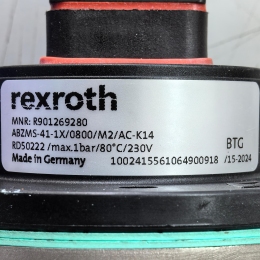 rexroth
MNR: R901269280
ABZMS-41-1X/0800/M2/AC-K14
RD50222 /max.1bar/80°C/230V
BTG
Made in Germany 1002415561064900918 /15-2024